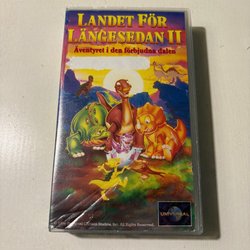 LANDET FÖR
LÄNGESEDAN II
Äventyret i den förbjudna dalen
UNIVERSAL